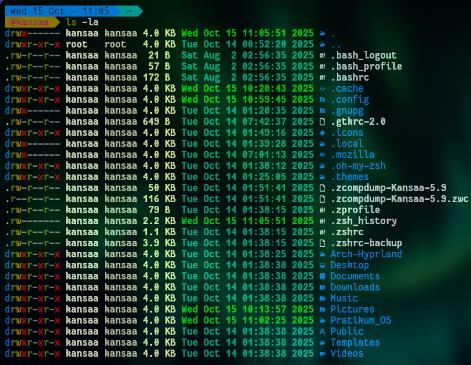 wed Oct 15 - 11:05 ~
@kansaa ls -la
drwx------ kansaa kansaa 4.0 KB Wed Oct 15 11:05:51 2025 .
drwxr-xr-x root root 4.0 KB Tue Oct 14 00:52:20 2025 ..
.rw-r--r-- kansaa kansaa 21 B Sat Aug 2 02:56:35 2025 .bash_logout
.rw-r--r-- kansaa kansaa 57 B Sat Aug 2 02:56:35 2025 .bash_profile
.rw-r--r-- kansaa kansaa 172 B Sat Aug 2 02:56:35 2025 .bashrc
drwxr-xr-x kansaa kansaa 4.0 KB Wed Oct 15 10:20:43 2025 .cache
drwxr-xr-x kansaa kansaa 4.0 KB Wed Oct 15 10:59:45 2025 .config
drwx------ kansaa kansaa 4.0 KB Tue Oct 14 01:20:35 2025 .gnupg
.rw-r--r-- kansaa kansaa 649 B Tue Oct 14 07:42:37 2025 .gtkrc-2.0
drwxr-xr-x kansaa kansaa 4.0 KB Tue Oct 14 01:49:16 2025 .icons
drwx------ kansaa kansaa 4.0 KB Tue Oct 14 01:39:28 2025 .local
drwx------ kansaa kansaa 4.0 KB Tue Oct 14 07:01:13 2025 .mozilla
drwxr-xr-x kansaa kansaa 4.0 KB Tue Oct 14 01:38:12 2025 .oh-my-zsh
drwxr-xr-x kansaa kansaa 4.0 KB Tue Oct 14 01:25:05 2025 .themes
.rw-r--r-- kansaa kansaa 50 KB Tue Oct 14 01:51:41 2025 .zcompdump-Kansaa-5.9
.r--r--r-- kansaa kansaa 116 KB Tue Oct 14 01:51:41 2025 .zcompdump-Kansaa-5.9.zwc
.rw-r--r-- kansaa kansaa 79 B Tue Oct 14 01:38:15 2025 .zprofile
.rw------- kansaa kansaa 2.2 KB Wed Oct 15 11:05:51 2025 .zsh_history
.rw-r--r-- kansaa kansaa 1.1 KB Tue Oct 14 01:38:15 2025 .zshrc
.rw-r--r-- kansaa kansaa 3.9 KB Tue Oct 14 01:38:15 2025 .zshrc-backup
drwxr-xr-x kansaa kansaa 4.0 KB Tue Oct 14 01:38:25 2025 Arch-Hyprland
drwxr-xr-x kansaa kansaa 4.0 KB Tue Oct 14 01:38:38 2025 Desktop
drwxr-xr-x kansaa kansaa 4.0 KB Tue Oct 14 01:38:38 2025 Documents
drwxr-xr-x kansaa kansaa 4.0 KB Tue Oct 14 01:38:38 2025 Downloads
drwxr-xr-x kansaa kansaa 4.0 KB Tue Oct 14 01:38:38 2025 Music
drwxr-xr-x kansaa kansaa 4.0 KB Wed Oct 15 10:13:57 2025 Pictures
drwxr-xr-x kansaa kansaa 4.0 KB Wed Oct 15 11:02:25 2025 Pratikum_OS
drwxr-xr-x kansaa kansaa 4.0 KB Tue Oct 14 01:38:38 2025 Public
drwxr-xr-x kansaa kansaa 4.0 KB Tue Oct 14 01:38:38 2025 Templates
drwxr-xr-x kansaa kansaa 4.0 KB Tue Oct 14 01:38:38 2025 Videos